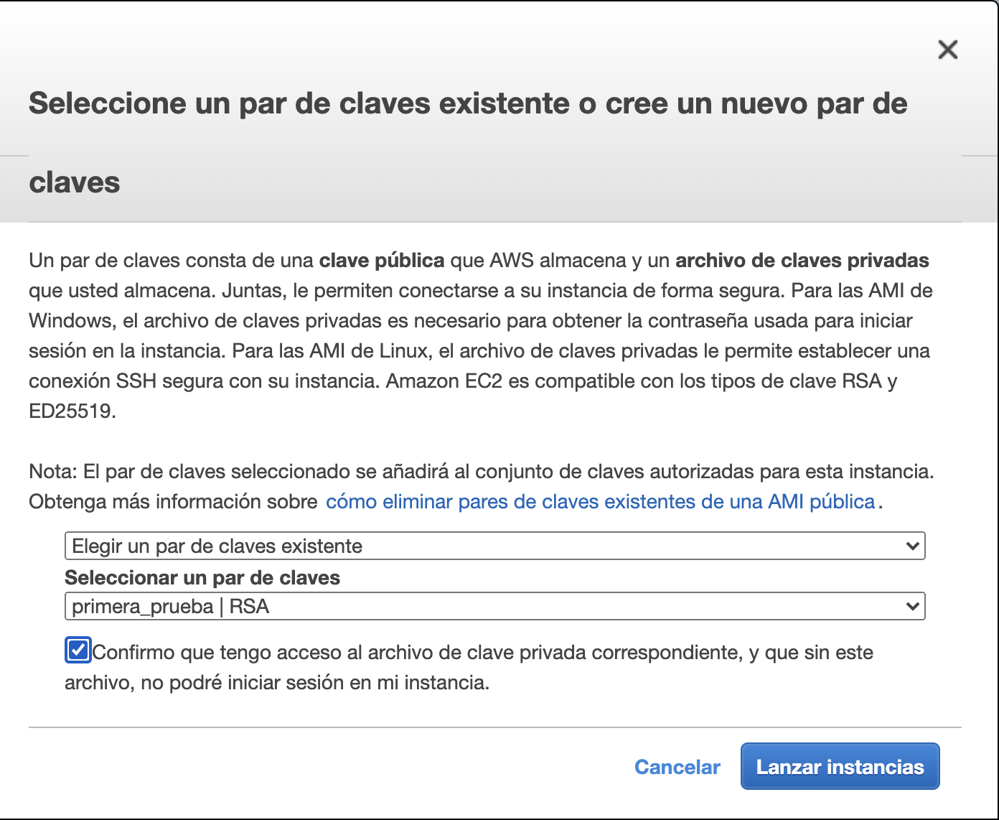 Seleccione un par de claves existente o cree un nuevo par de
claves
Un par de claves consta de una clave pública que AWS almacena y un archivo de claves privadas
que usted almacena. Juntas, le permiten conectarse a su instancia de forma segura. Para las AMI de
Windows, el archivo de claves privadas es necesario para obtener la contraseña usada para iniciar
sesión en la instancia. Para las AMI de Linux, el archivo de claves privadas le permite establecer una
conexión SSH segura con su instancia. Amazon EC2 es compatible con los tipos de clave RSA y
ED25519.
Nota: El par de claves seleccionado se añadirá al conjunto de claves autorizadas para esta instancia.
Obtenga más información sobre cómo eliminar pares de claves existentes de una AMI pública.
Elegir un par de claves existente
Seleccionar un par de claves
primera_prueba | RSA
Confirmo que tengo acceso al archivo de clave privada correspondiente, y que sin este
archivo, no podré iniciar sesión en mi instancia.
Cancelar Lanzar instancias